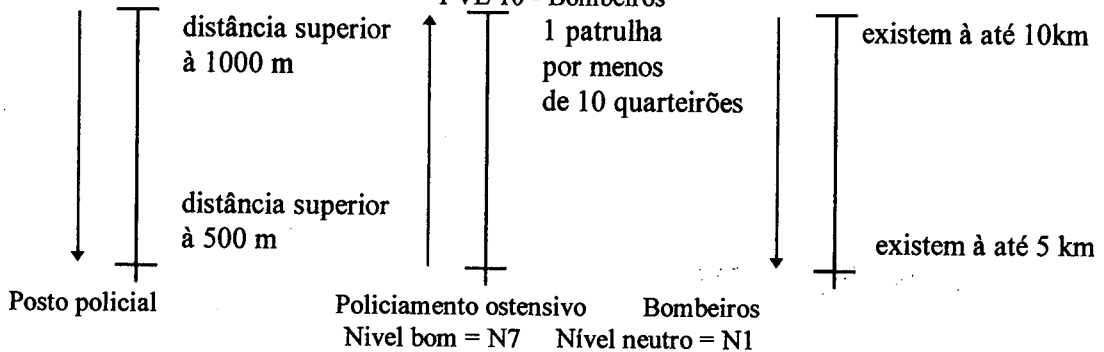 PVE 10 - Bombeiros
distância superior
à 1000 m
1 patrulha
por menos
de 10 quarteirões
existem à até 10km
distância superior
à 500 m
existem à até 5 km
Posto policial
Policiamento ostensivo
Bombeiros
Nivel bom = N7 Nível neutro = N1